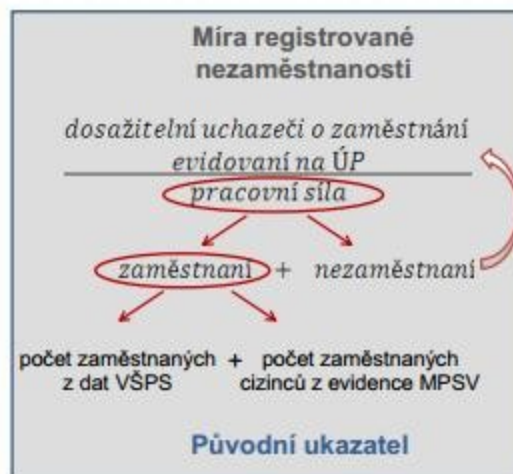 Míra registrované
nezaměstnanosti
dosažitelní uchazeči o zaměstnání
evidovaní na ÚP
pracovní síla
zaměstnaní + nezaměstnaní
počet zaměstnaných + počet zaměstnaných
z dat VŠPS cizinců z evidence MPSV
Původní ukazatel